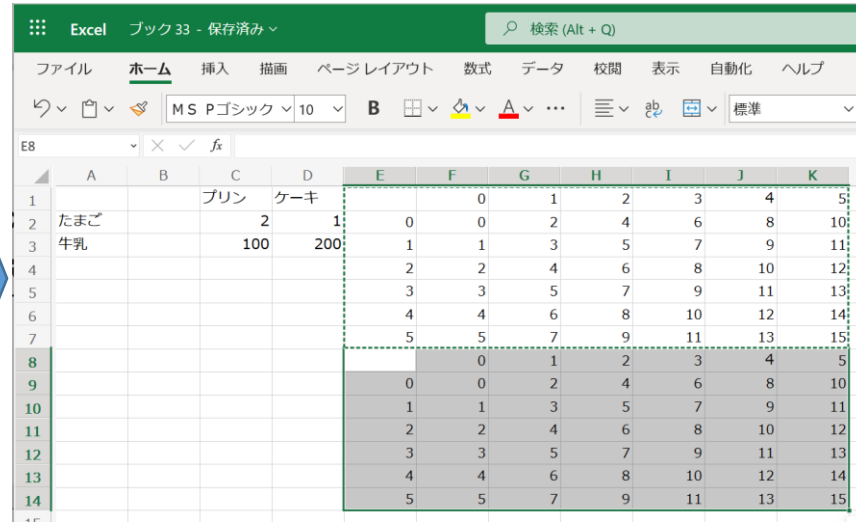 Excel ブック 33 - 保存済み 検索 (Alt + Q)
ファイル ホーム 挿入 描画 ページ レイアウト 数式 データ 校閲 表示 自動化 ヘルプ
ＭＳ Ｐゴシック 10 B A ab 標準
E8 fx
A B C D E F G H I J K
1 プリン ケーキ 0 1 2 3 4 5
2 たまご 2 1 0 0 2 4 6 8 10
3 牛乳 100 200 1 1 3 5 7 9 11
4 2 2 4 6 8 10 12
5 3 3 5 7 9 11 13
6 4 4 6 8 10 12 14
7 5 5 7 9 11 13 15
8 0 1 2 3 4 5
9 0 0 2 4 6 8 10
10 1 1 3 5 7 9 11
11 2 2 4 6 8 10 12
12 3 3 5 7 9 11 13
13 4 4 6 8 10 12 14
14 5 5 7 9 11 13 15